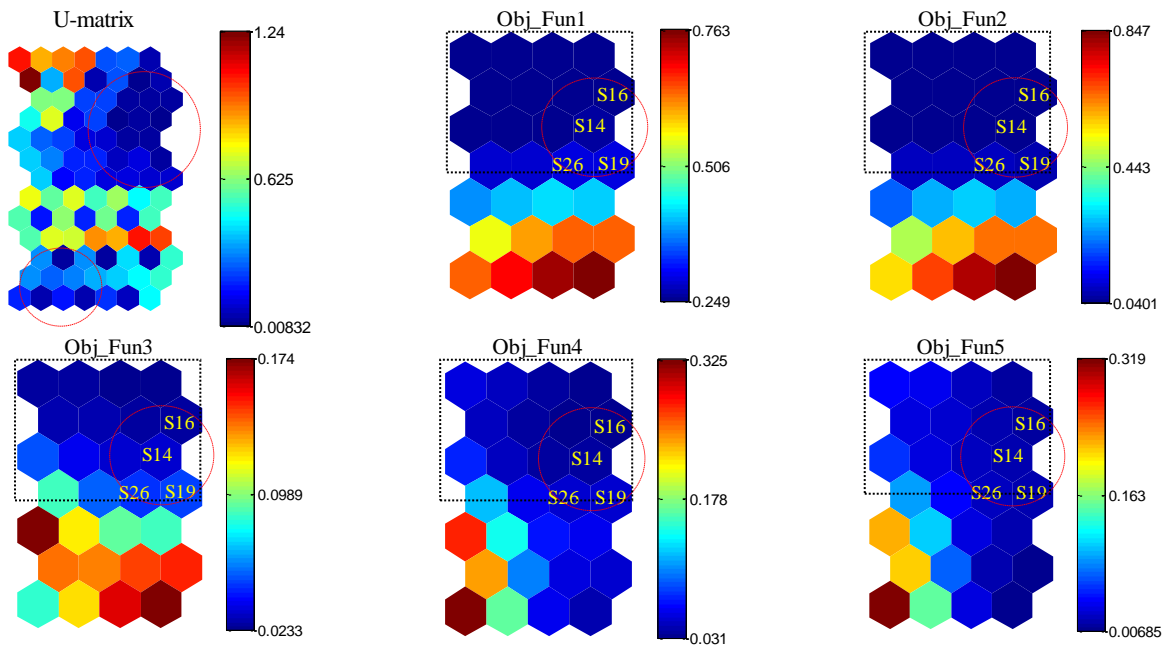 U-matrix
1.24
0.625
0.00832
Obj_Fun1
S16
S14
S26 S19
0.763
0.506
0.249
Obj_Fun2
S16
S14
S26 S19
0.847
0.443
0.0401
Obj_Fun3
S16
S14
S26 S19
0.174
0.0989
0.0233
Obj_Fun4
S16
S14
S26 S19
0.325
0.178
0.031
Obj_Fun5
S16
S14
S26 S19
0.319
0.163
0.00685